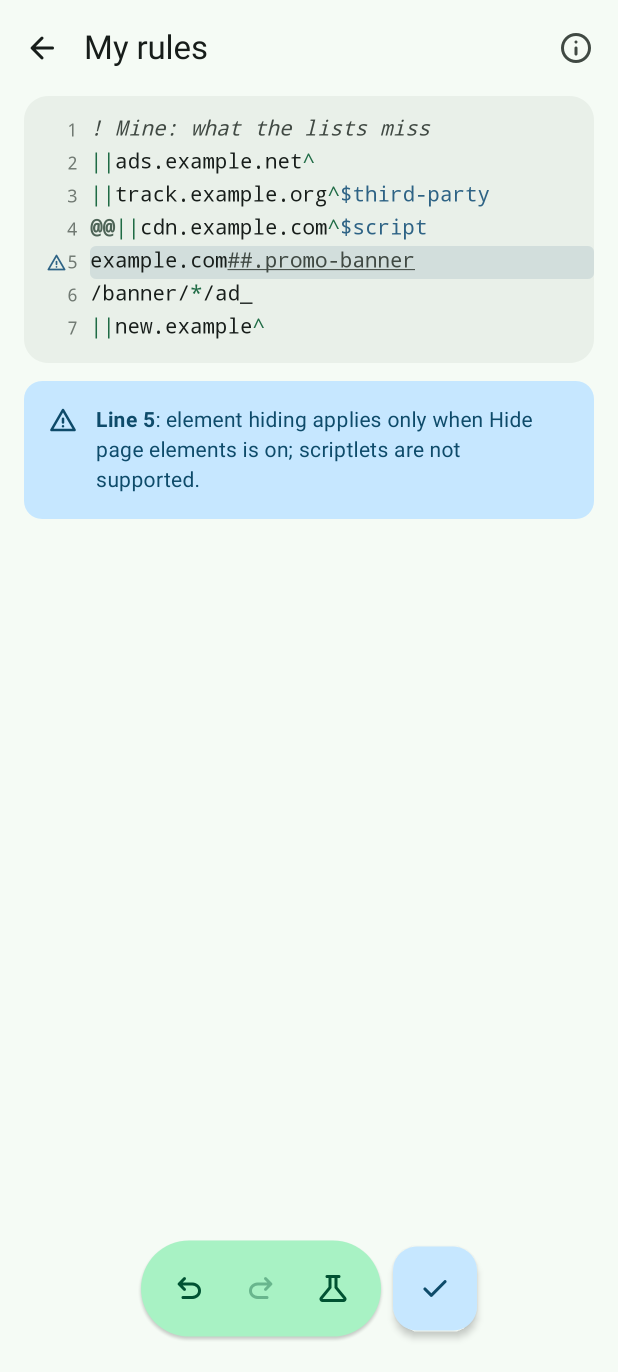 My rules
1 ! Mine: what the lists miss
2 ||ads.example.net^
3 ||track.example.org^$third-party
4 @@||cdn.example.com^$script
5 example.com##.promo-banner
6 /banner/*/ad_
7 ||new.example^
Line 5: element hiding applies only when Hide
page elements is on; scriptlets are not
supported.